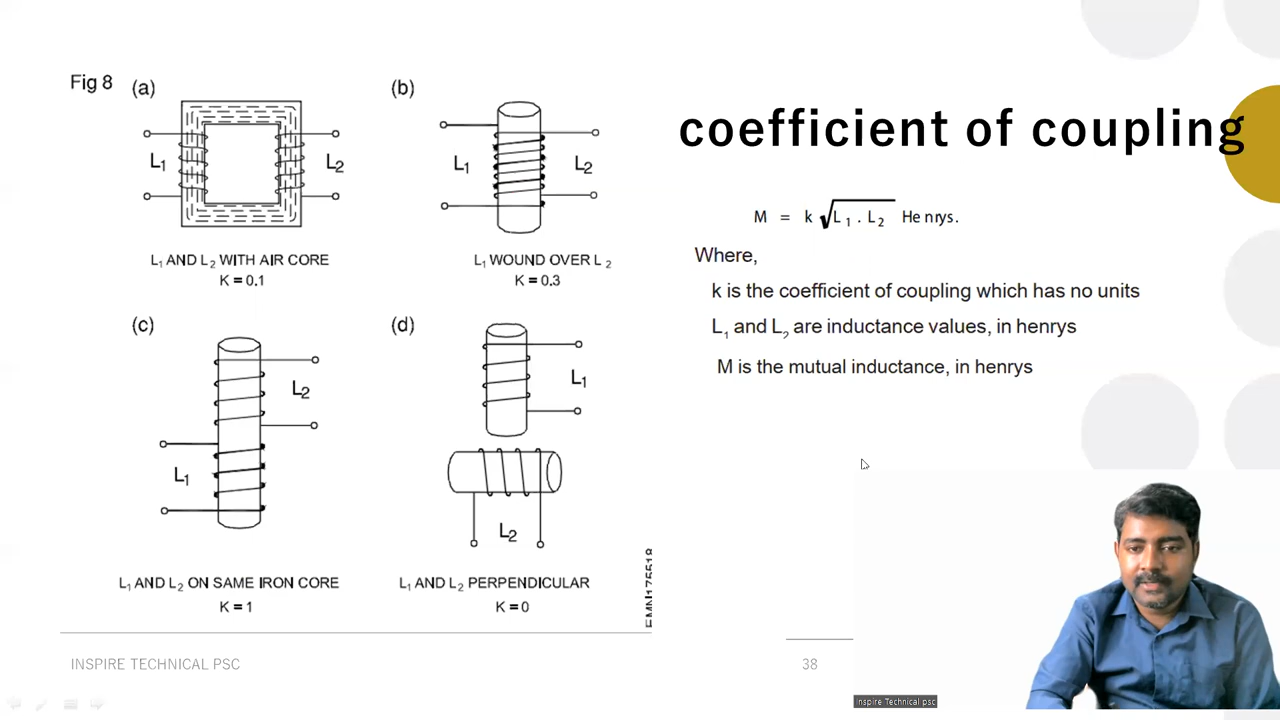 Fig 8
(a)
L1
L2
L1 AND L2 WITH AIR CORE
K = 0.1
(b)
L1
L2
L1 WOUND OVER L2
K = 0.3
(c)
L2
L1
L1 AND L2 ON SAME IRON CORE
K = 1
(d)
L1
L2
L1 AND L2 PERPENDICULAR
K = 0
coefficient of coupling
M = k √L1 . L2 He nrys.
Where,
k is the coefficient of coupling which has no units
L1 and L2 are inductance values, in henrys
M is the mutual inductance, in henrys
INSPIRE TECHNICAL PSC
38
Inspire Technical psc